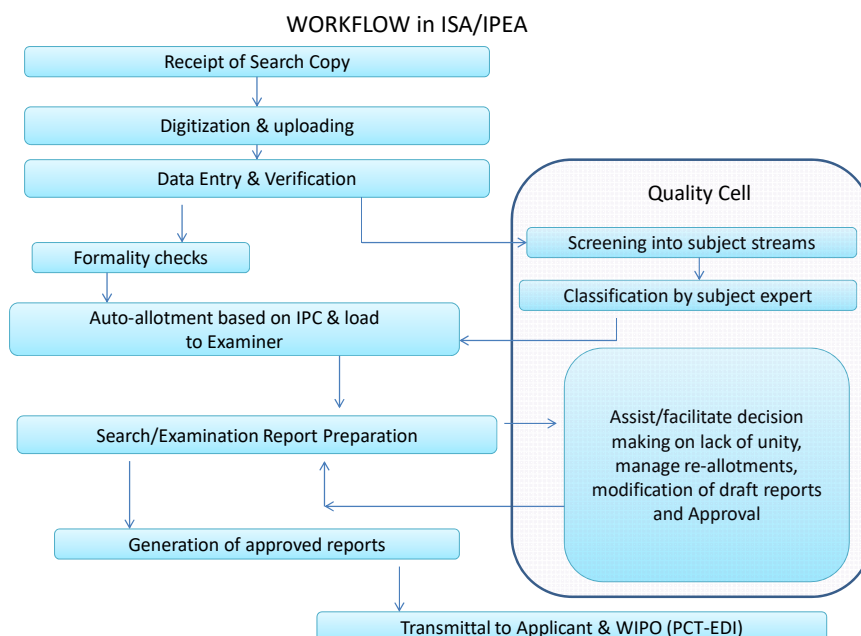 WORKFLOW in ISA/IPEA
Receipt of Search Copy
Digitization & uploading
Data Entry & Verification
Quality Cell
Screening into subject streams
Formality checks
Classification by subject expert
Auto-allotment based on IPC & load
to Examiner
Search/Examination Report Preparation
Assist/facilitate decision
making on lack of unity,
manage re-allotments,
modification of draft reports
and Approval
Generation of approved reports
Transmittal to Applicant & WIPO (PCT-EDI)